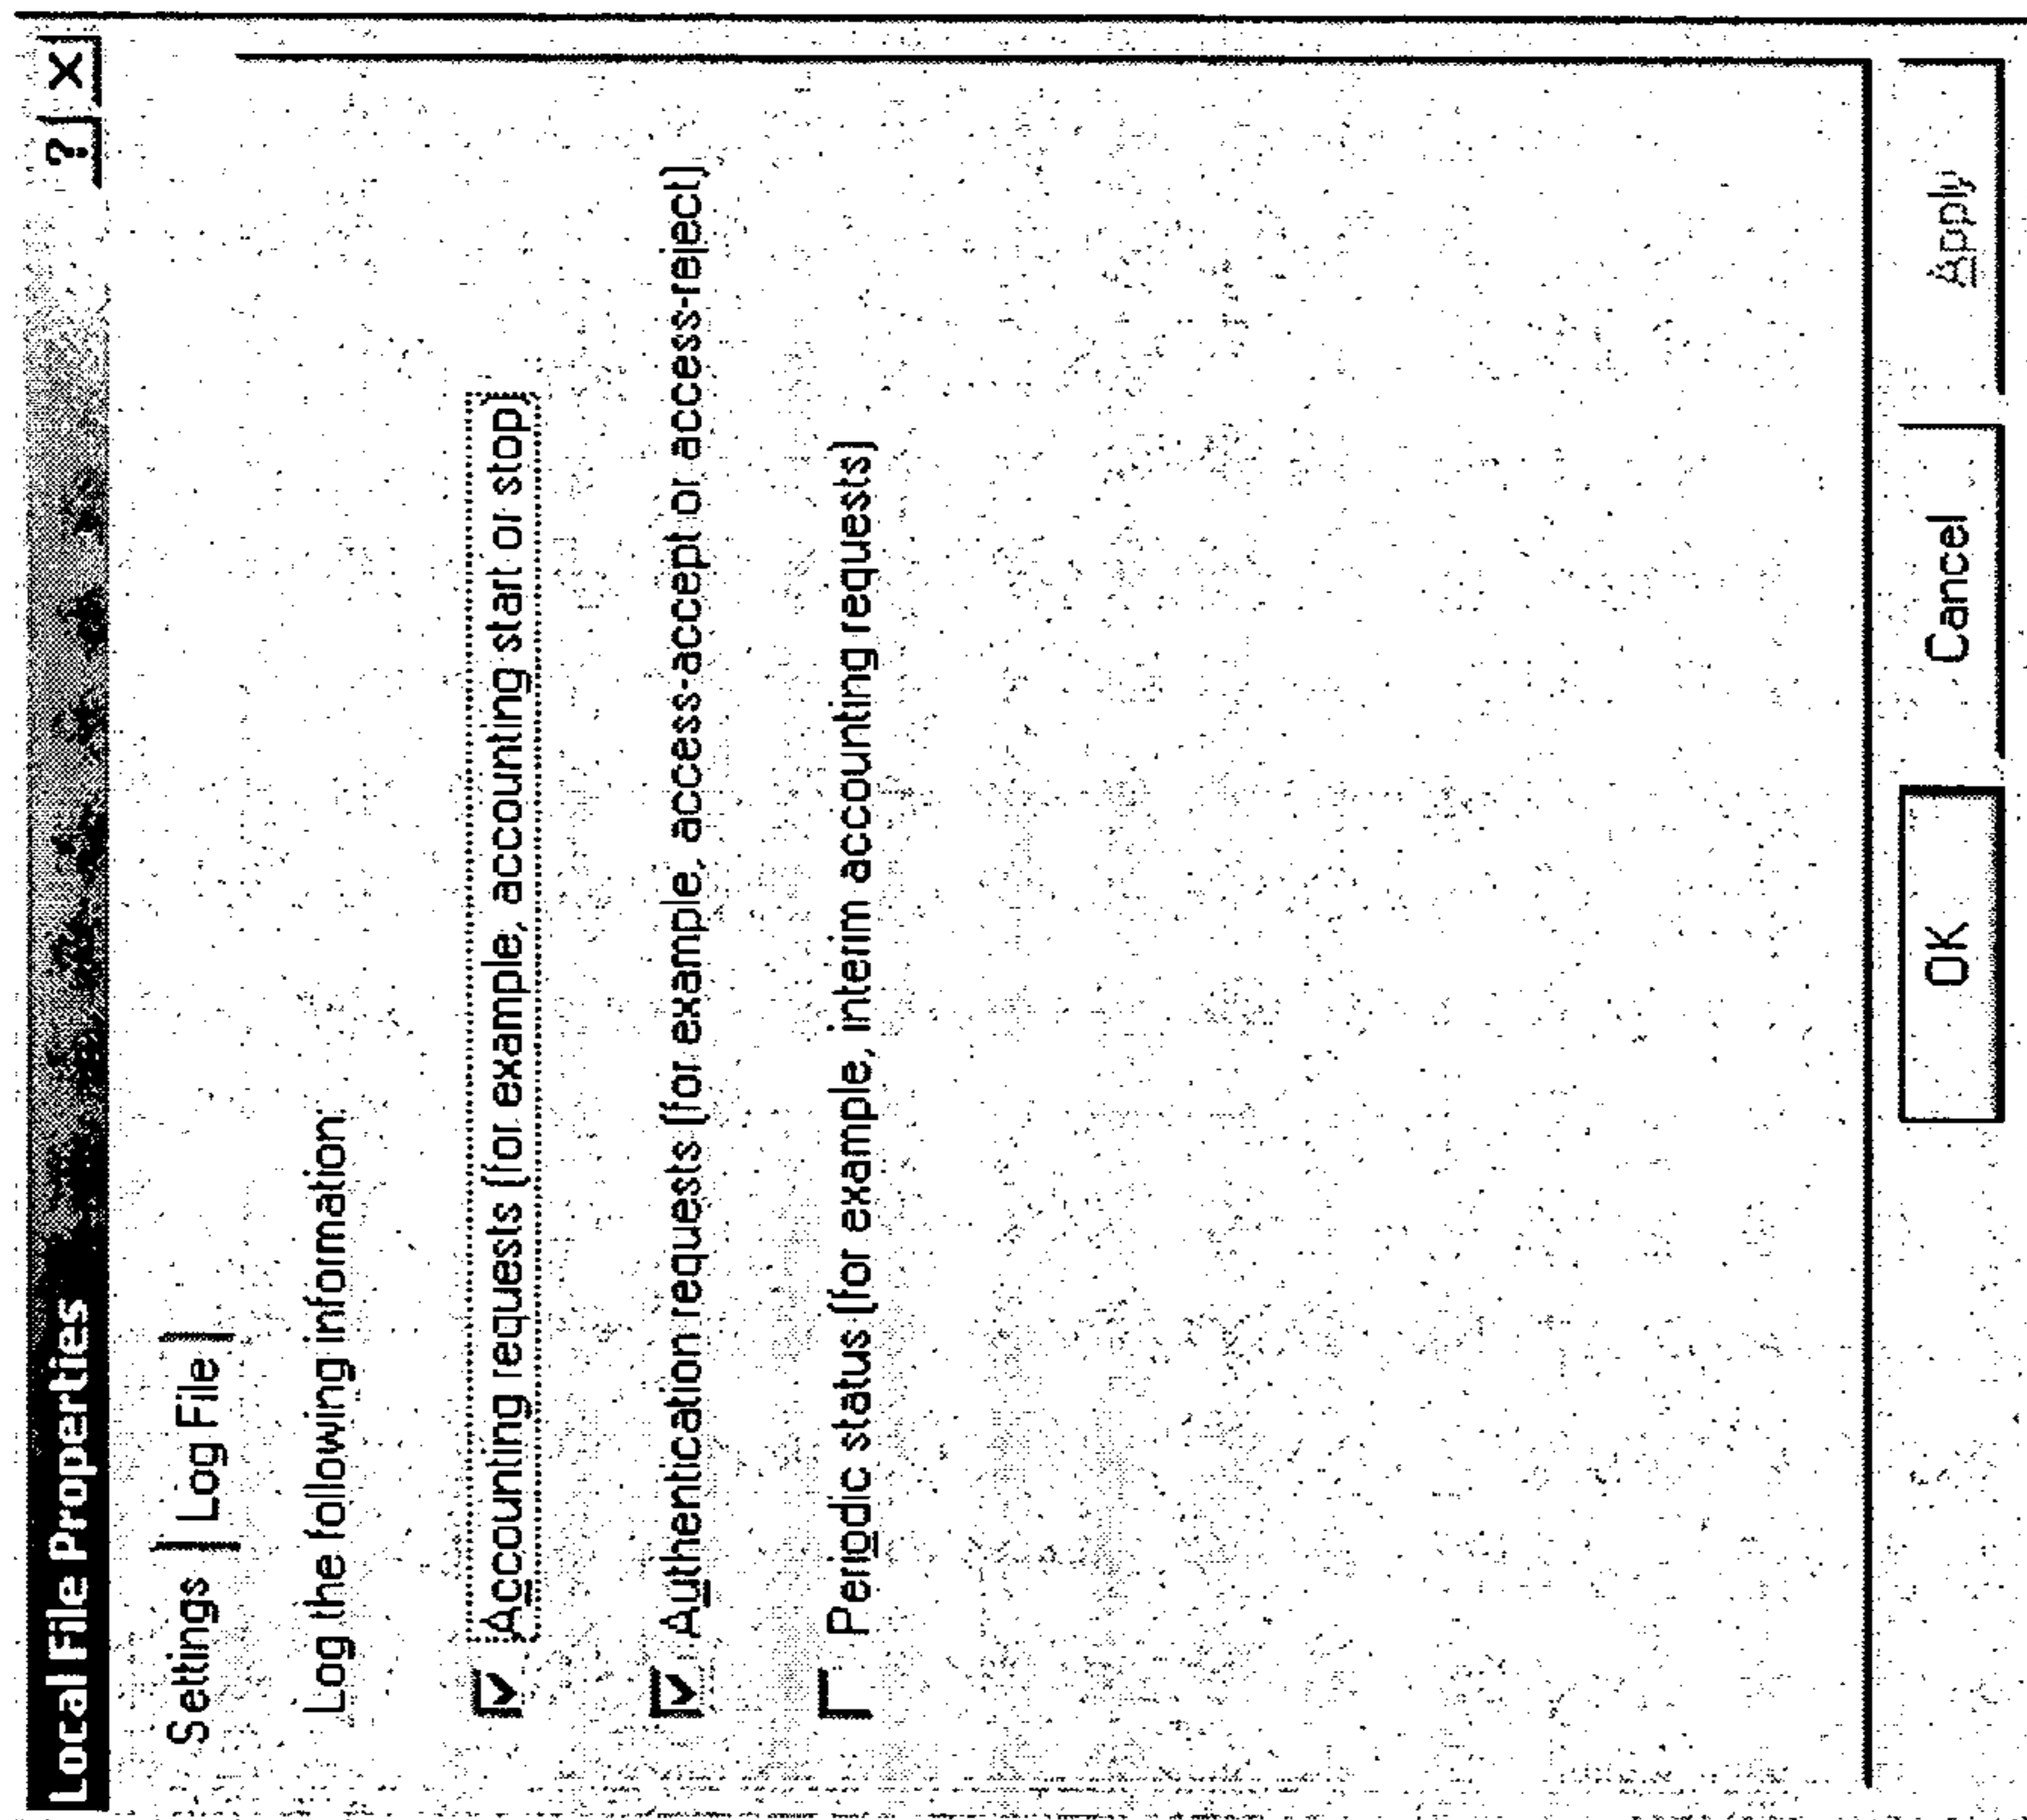 Local File Properties ? X
Settings Log File
Log the following information:
Accounting requests (for example, accounting start or stop)
Authentication requests (for example, access-accept or access-reject)
Periodic status (for example, interim accounting requests)
OK Cancel Apply